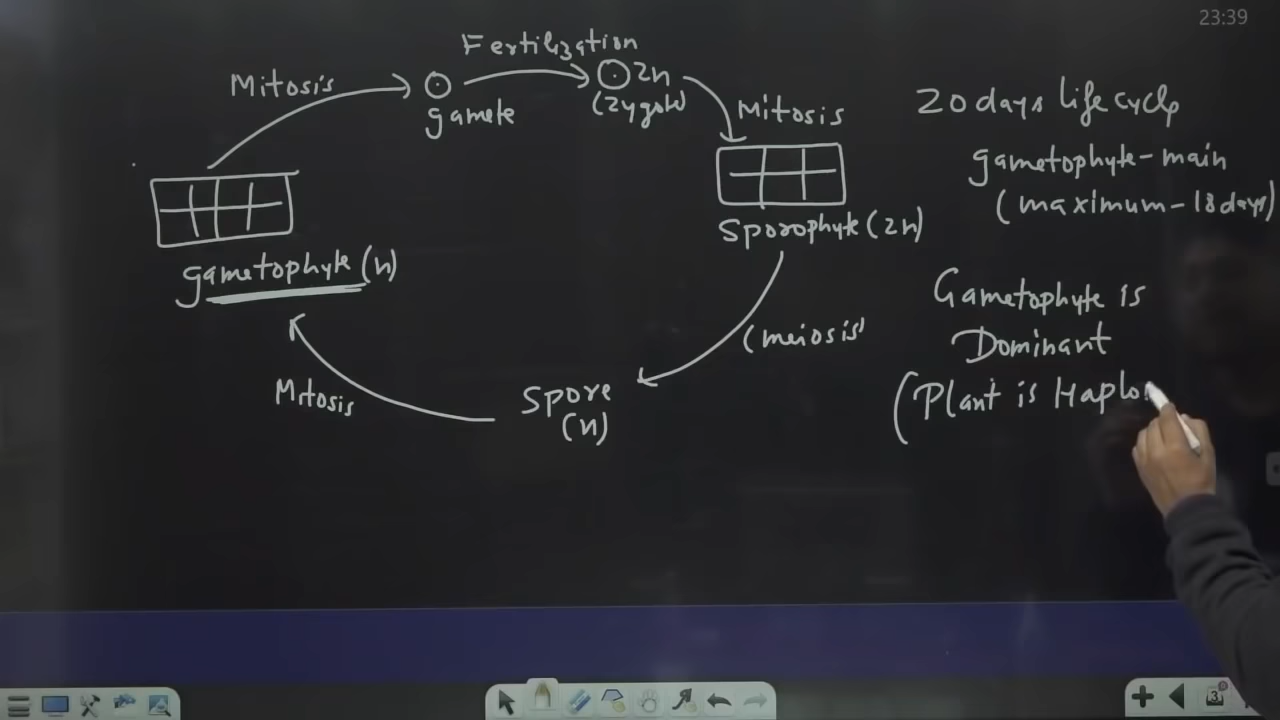 23:39
Fertilization
Mitosis
gamete
2n
(zygote)
Mitosis
Sporophyte (2n)
(meiosis)
Spore
(n)
Mitosis
gametophyte (n)
20 days life cycle
gametophyte-main
(maximum-18 days)
Gametophyte is
Dominant
(Plant is Haplo
3